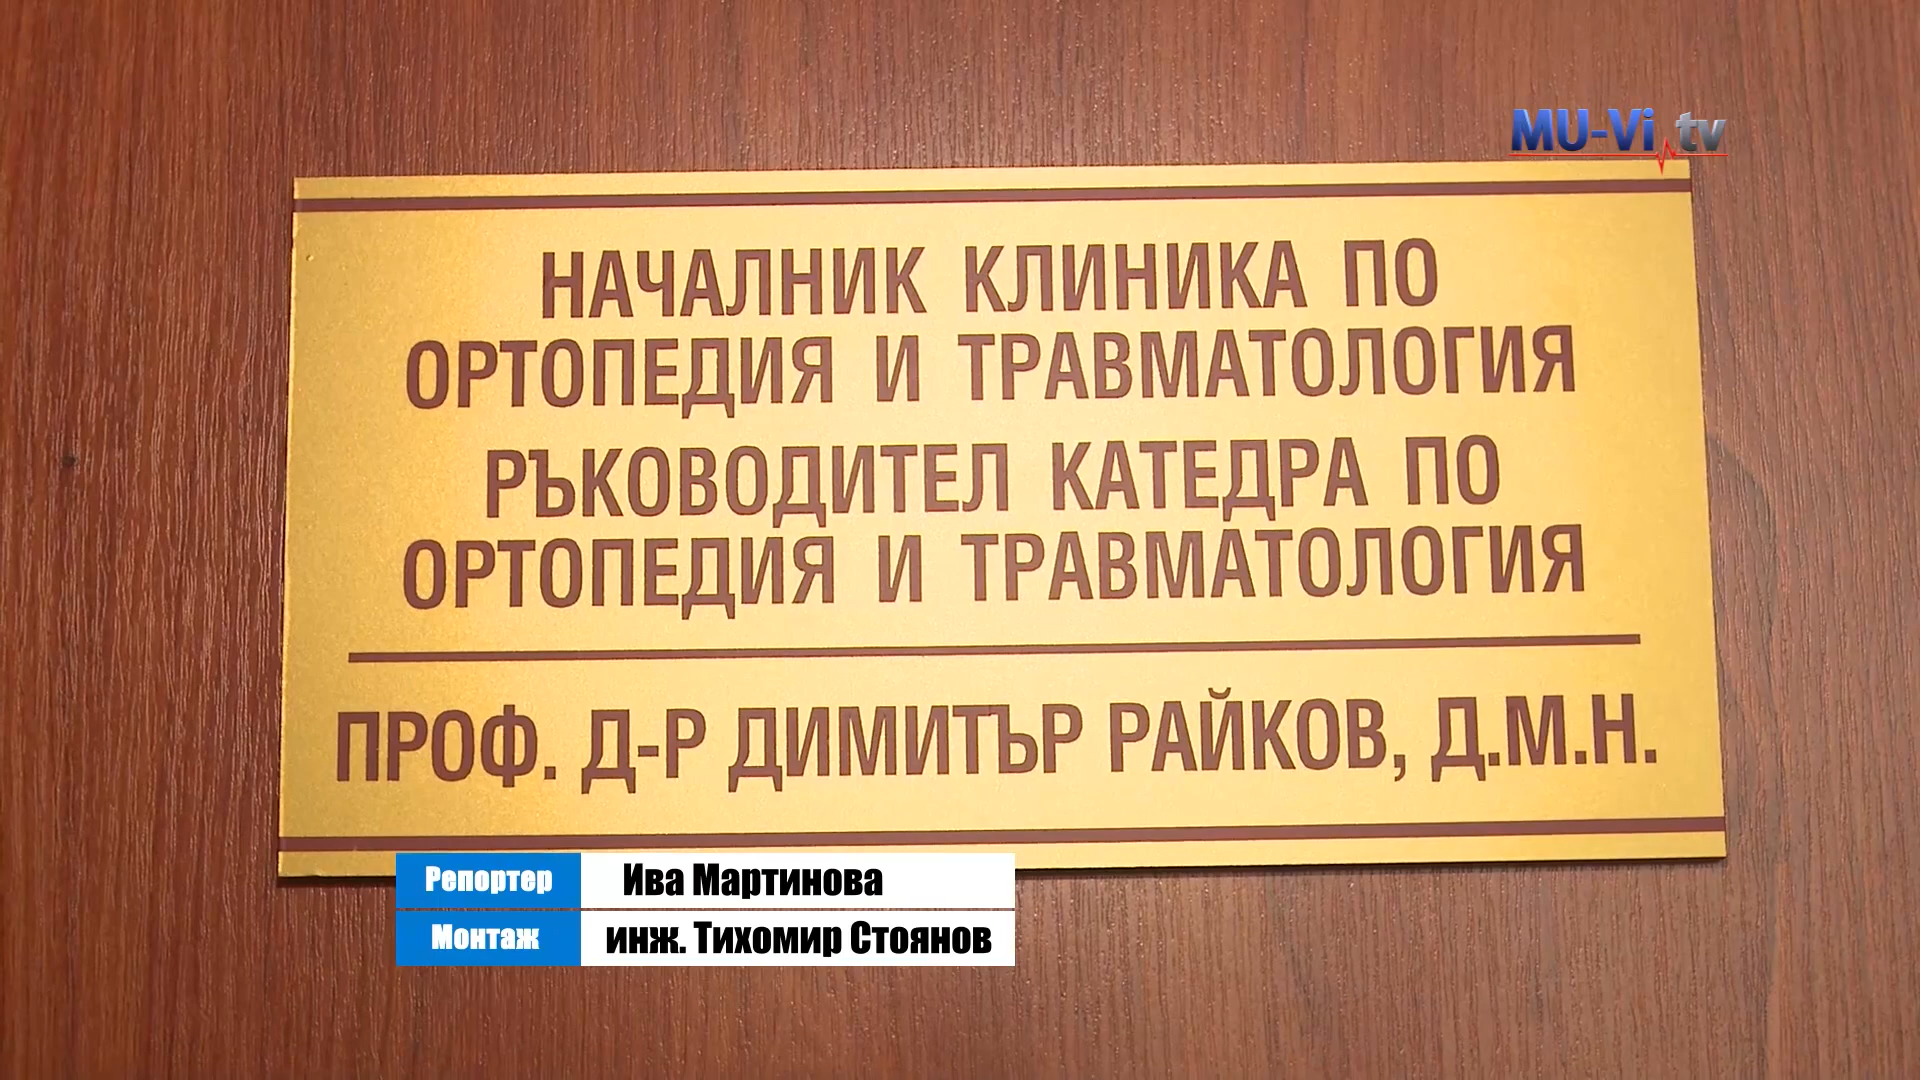 MU-Vi.tv
НАЧАЛНИК КЛИНИКА ПО
ОРТОПЕДИЯ И ТРАВМАТОЛОГИЯ
РЪКОВОДИТЕЛ КАТЕДРА ПО
ОРТОПЕДИЯ И ТРАВМАТОЛОГИЯ
ПРОФ. Д-Р ДИМИТЪР РАЙКОВ, Д.М.Н.
Репортер Ива Мартинова
Монтаж инж. Тихомир Стоянов